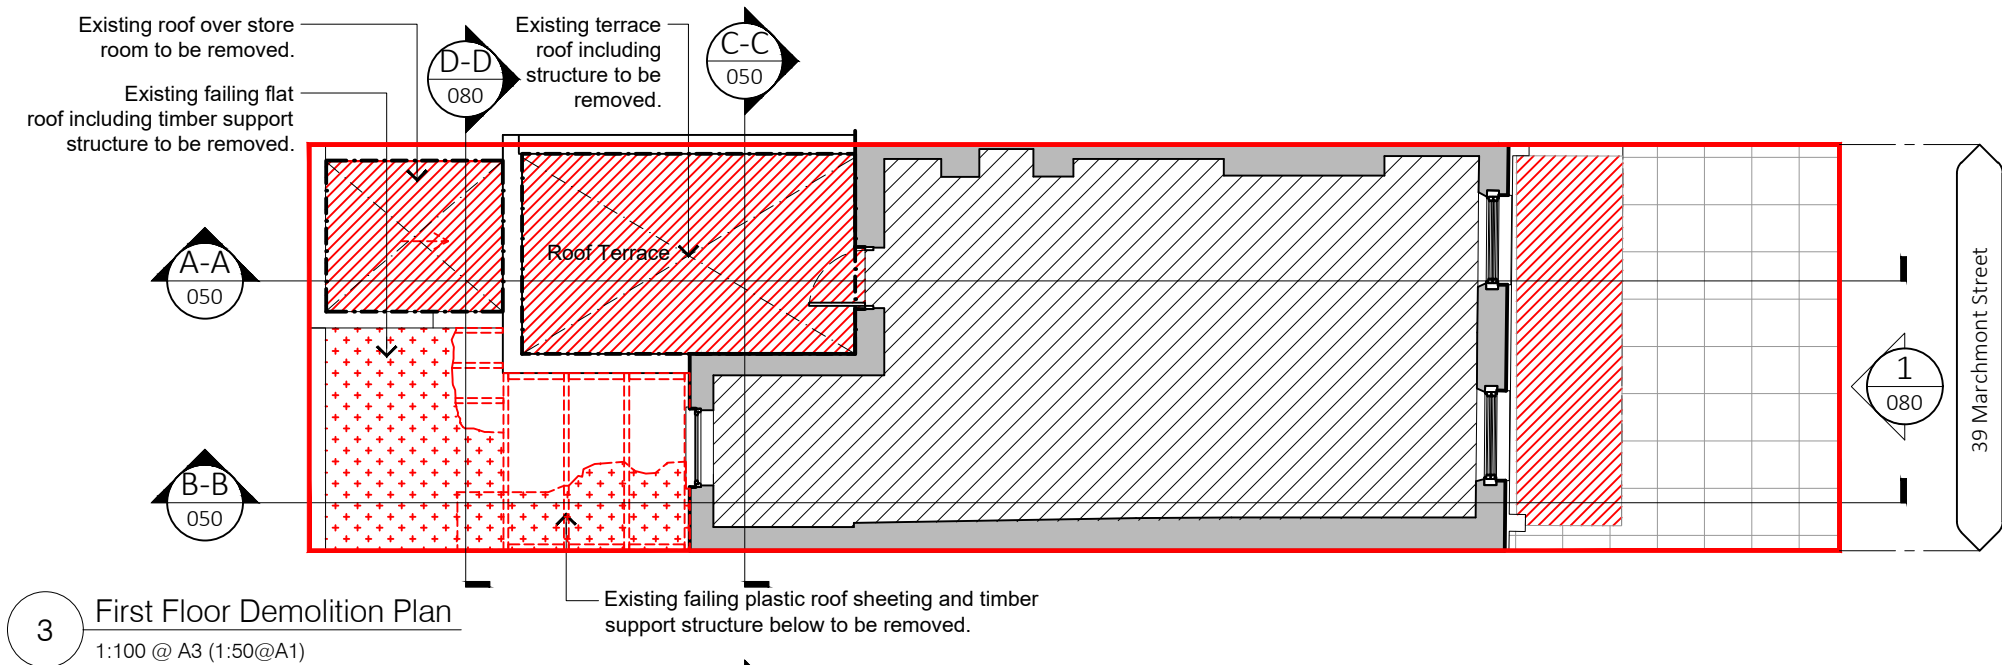 Existing roof over store
room to be removed.
Existing failing flat
roof including timber support
structure to be removed.
D-D
080
Existing terrace
roof including
structure to be
removed.
C-C
050
Roof Terrace
A-A
050
B-B
050
1
080
39 Marchmont Street
Existing failing plastic roof sheeting and timber
support structure below to be removed.
3
First Floor Demolition Plan
1:100 @ A3 (1:50@A1)